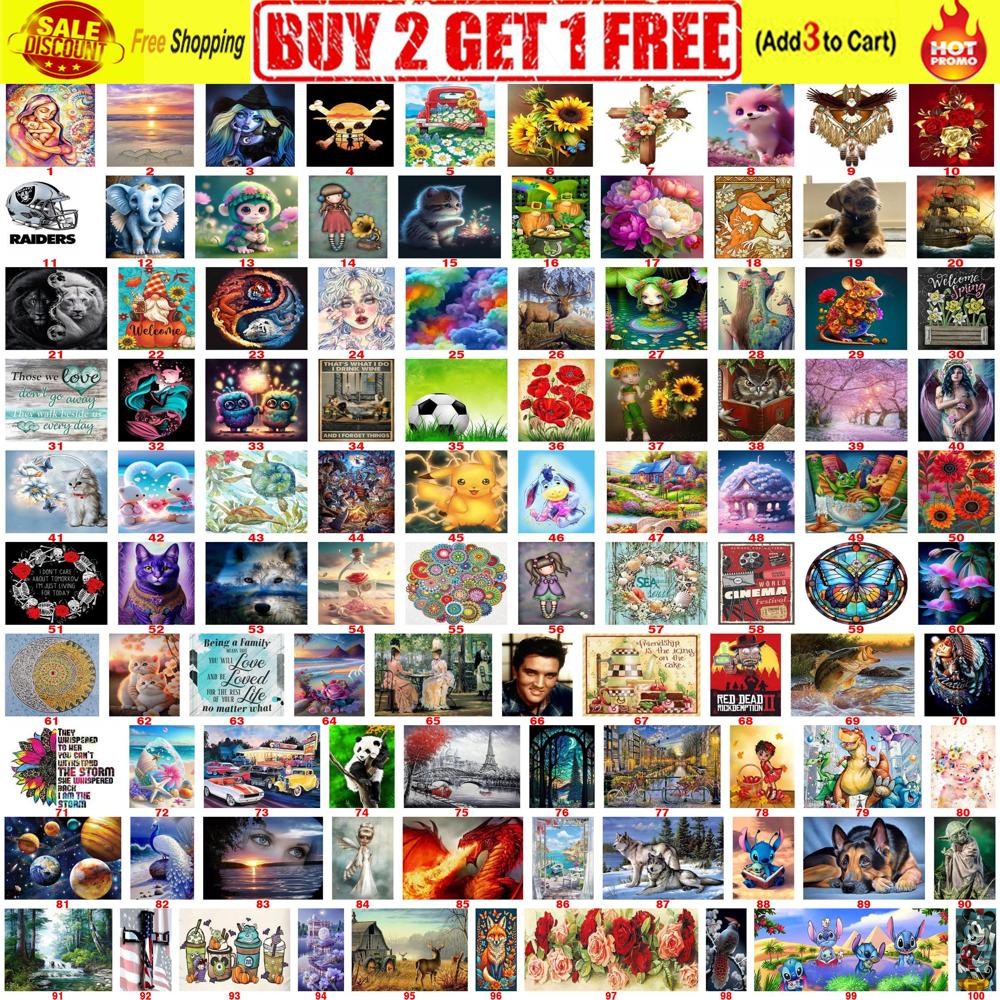 SALE
DISCOUNT
Free Shopping
BUY 2 GET 1 FREE
(Add3to Cart)
HOT
PROMO
1 2 3 4 5 6 7 8 9 10
RAIDERS
11 12 13 14 15 16 17 18 19 20
Welcome
Welcome
Spring
21 22 23 24 25 26 27 28 29 30
Those we love
don't go away
They walk beside us
every day
THAT'S WHAT I DO
I DRINK WINE
AND I FORGET THINGS
31 32 33 34 35 36 37 38 39 40
41 42 43 44 45 46 47 48 49 50
I DON'T CARE
ABOUT TOMORROW
I'M JUST LIVING
FOR TODAY
SEA
WORLD
CINEMA
Festival
51 52 53 54 55 56 57 58 59 60
Being a Family
MEANS THAT
YOU WILL Love
AND BE Loved
FOR THE REST
OF YOUR Life
no matter what
Friendship
is the icing
on the
cake.
RED DEAD
II
61 62 63 64 65 66 67 68 69 70
THEY
WHISPERED
TO HER
YOU CAN'T
WITHSTAND
THE STORM
SHE WHISPERED
BACK
I AM THE
STORM
71 72 73 74 75 76 77 78 79 80
81 82 83 84 85 86 87 88 89 90
91 92 93 94 95 96 97 98 99 100